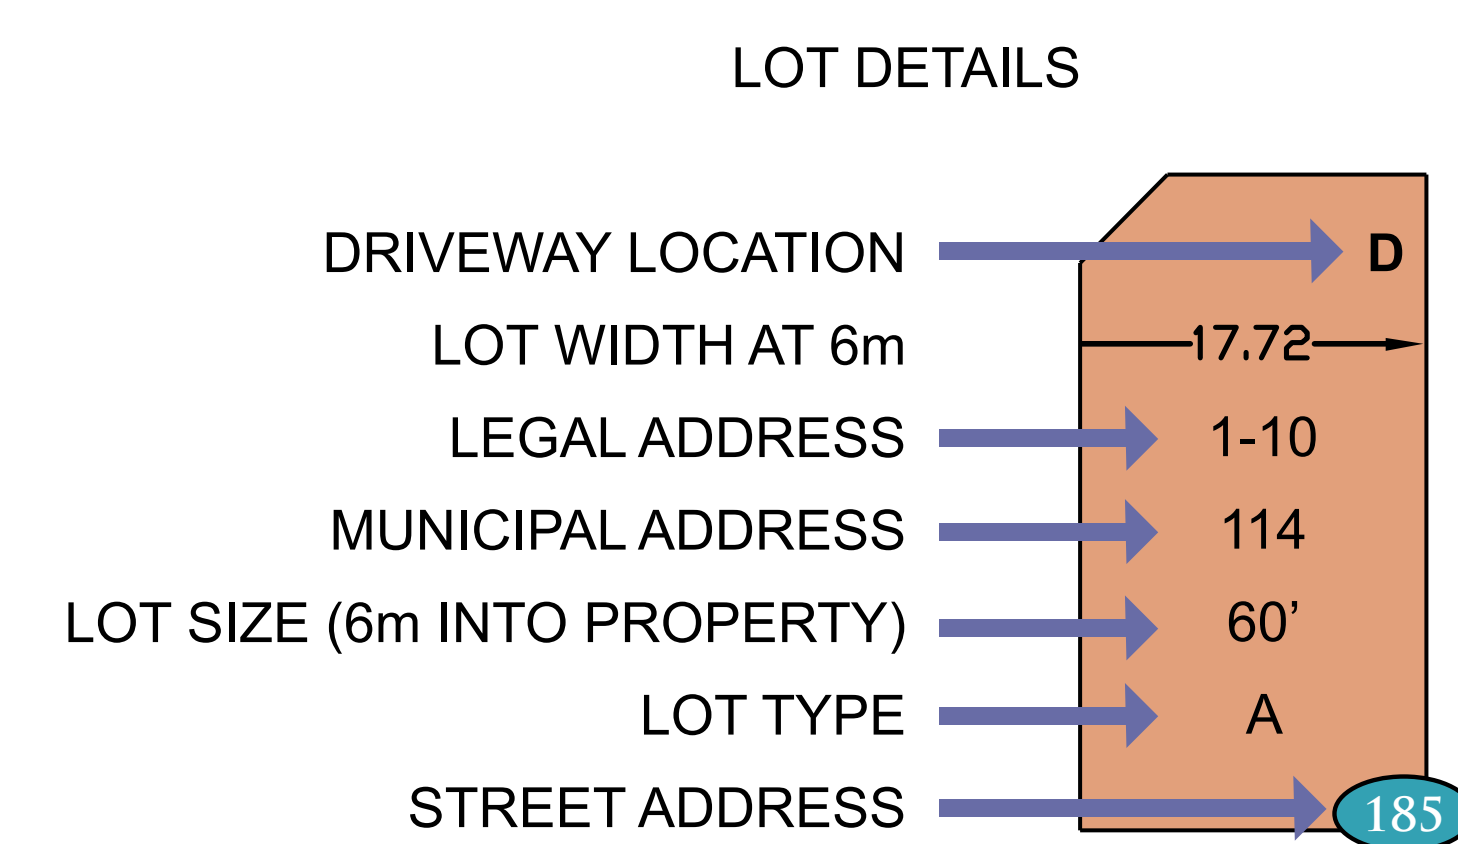 LOT DETAILS
DRIVEWAY LOCATION D
LOT WIDTH AT 6m 17.72
LEGAL ADDRESS 1-10
MUNICIPAL ADDRESS 114
LOT SIZE (6m INTO PROPERTY) 60’
LOT TYPE A
STREET ADDRESS 185